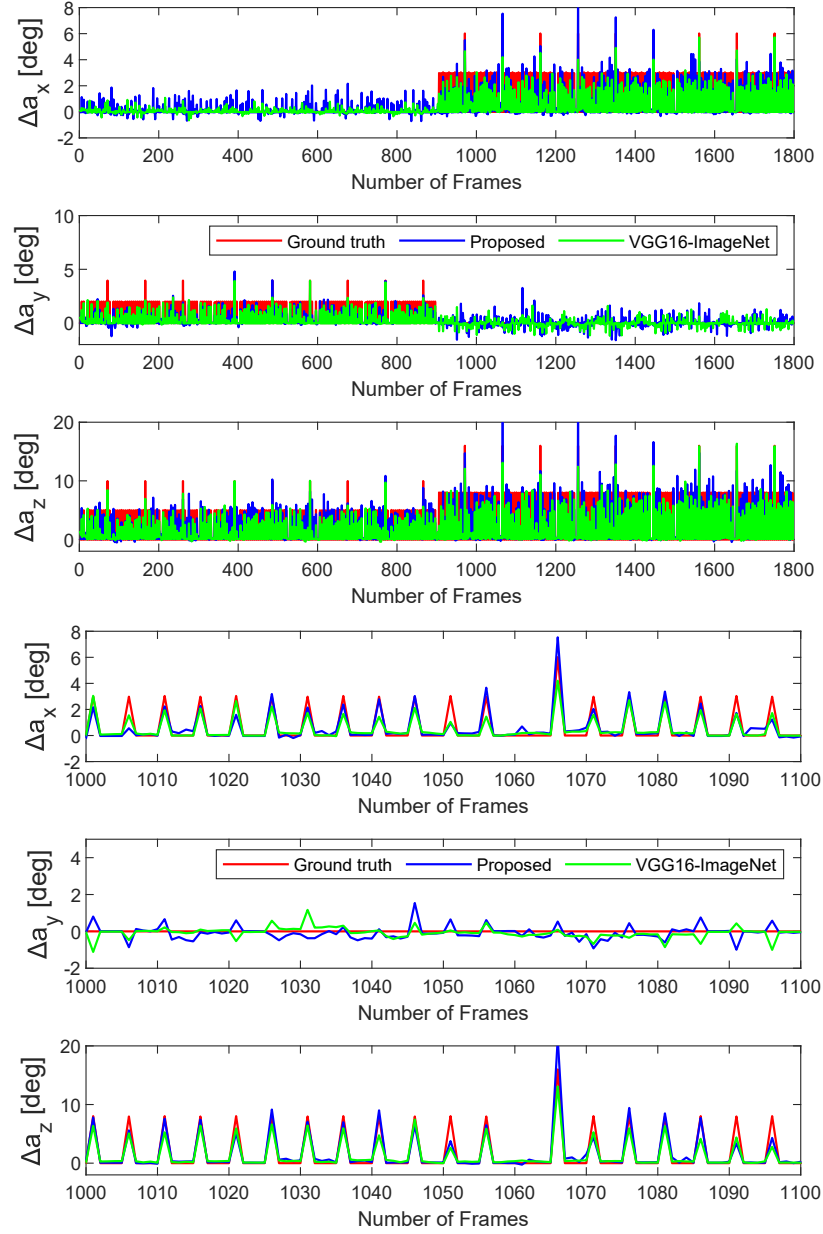 8
6
4
2
0
-2
Δa_x [deg]
0 200 400 600 800 1000 1200 1400 1600 1800
Number of Frames
10
5
0
Δa_y [deg]
Ground truth Proposed VGG16-ImageNet
0 200 400 600 800 1000 1200 1400 1600 1800
Number of Frames
20
10
0
Δa_z [deg]
0 200 400 600 800 1000 1200 1400 1600 1800
Number of Frames
8
6
4
2
0
-2
Δa_x [deg]
1000 1010 1020 1030 1040 1050 1060 1070 1080 1090 1100
Number of Frames
4
2
0
-2
Δa_y [deg]
Ground truth Proposed VGG16-ImageNet
1000 1010 1020 1030 1040 1050 1060 1070 1080 1090 1100
Number of Frames
20
10
0
Δa_z [deg]
1000 1010 1020 1030 1040 1050 1060 1070 1080 1090 1100
Number of Frames